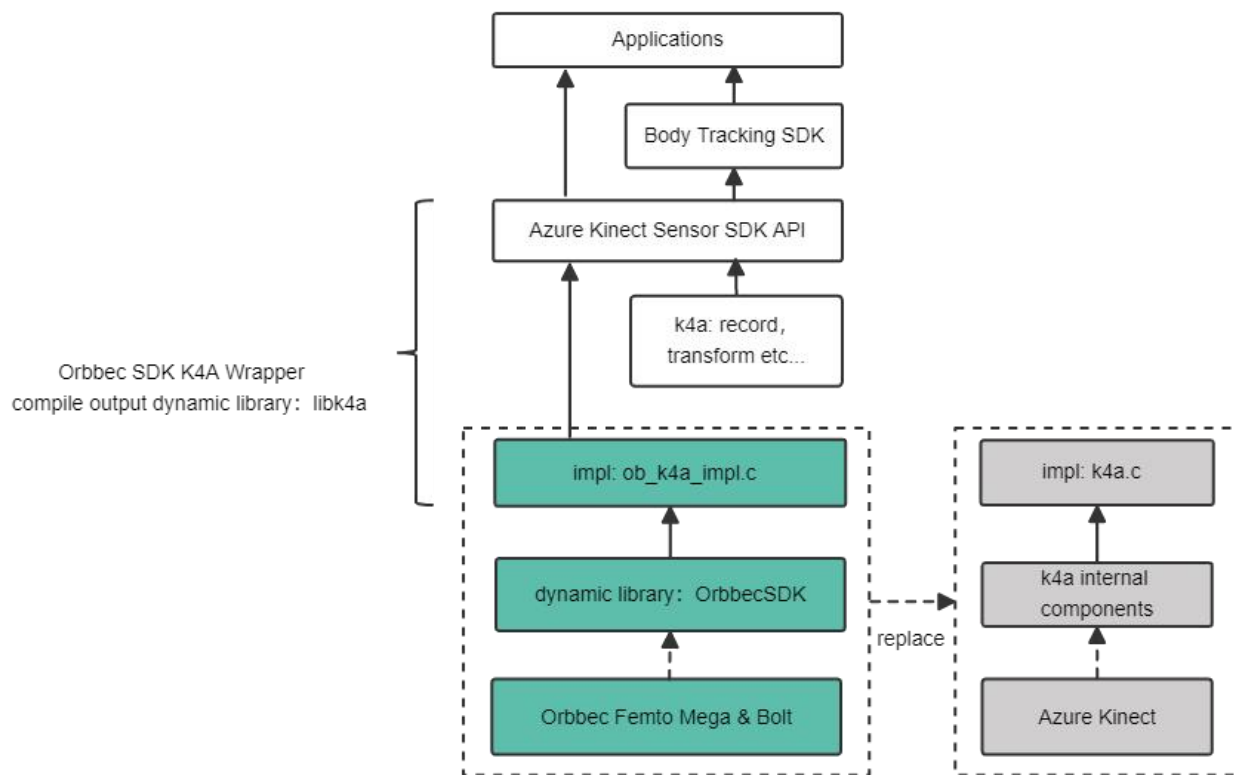 Applications
Body Tracking SDK
Azure Kinect Sensor SDK API
k4a: record,
transform etc...
Orbbec SDK K4A Wrapper
compile output dynamic library：libk4a
impl: ob_k4a_impl.c
impl: k4a.c
dynamic library：OrbbecSDK
k4a internal
components
replace
Orbbec Femto Mega & Bolt
Azure Kinect